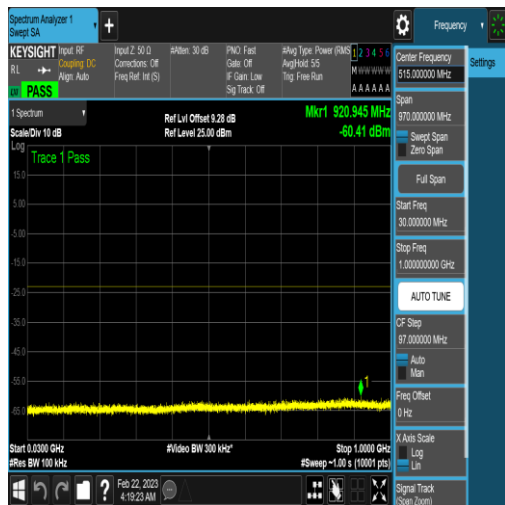 Spectrum Analyzer 1
Swept SA
+
Frequency
KEYSIGHT
RL
PASS
Input: RF
Coupling: DC
Align: Auto
Input Z: 50 Ω
Corrections: Off
Freq Ref: Int (S)
#Atten: 30 dB
PNO: Fast
Gate: Off
IF Gain: Low
Sig Track: Off
#Avg Type: Power (RMS
Avg|Hold: 5/5
Trig: Free Run
1 2 3 4 5 6
M W W W W W
A A A A A A
1 Spectrum
Scale/Div 10 dB
Ref Lvl Offset 9.28 dB
Ref Level 25.00 dBm
Mkr1 920.945 MHz
-60.41 dBm
Log
Trace 1 Pass
15.0
5.00
-5.00
-15.0
-25.0
-35.0
-45.0
-55.0
-65.0
1
Start 0.0300 GHz
#Res BW 100 kHz
#Video BW 300 kHz*
Stop 1.0000 GHz
#Sweep ~1.00 s (10001 pts)
Feb 22, 2023
4:19:23 AM
?
Center Frequency
515.000000 MHz
Settings
Span
970.000000 MHz
Swept Span
Zero Span
Full Span
Start Freq
30.000000 MHz
Stop Freq
1.000000000 GHz
AUTO TUNE
CF Step
97.000000 MHz
Auto
Man
Freq Offset
0 Hz
X Axis Scale
Log
Lin
Signal Track
(Span Zoom)